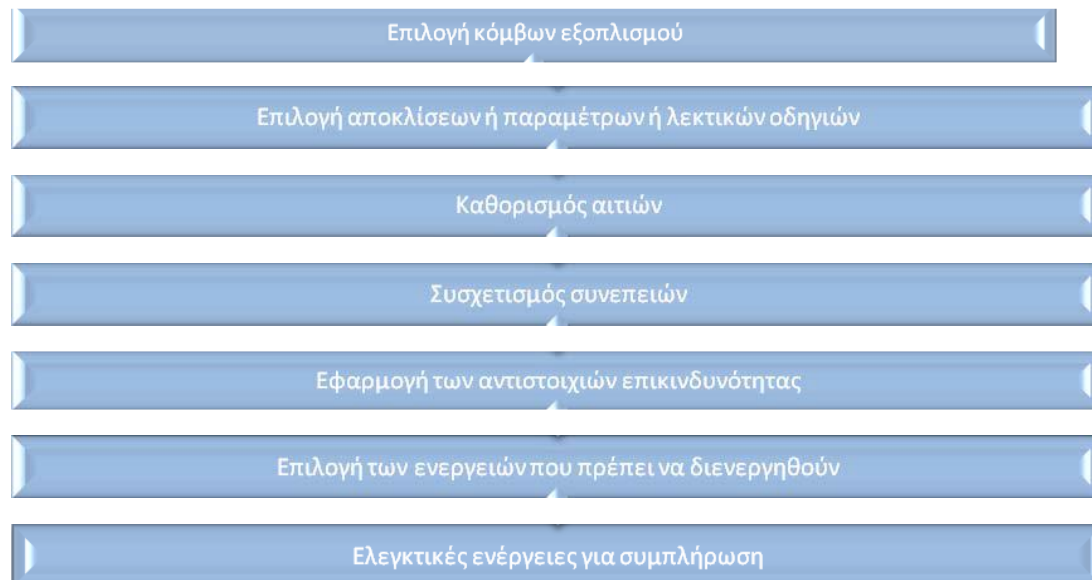 Επιλογή κόμβων εξοπλισμού
Επιλογή αποκλίσεων ή παραμέτρων ή λεκτικών οδηγιών
Καθορισμός αιτιών
Συσχετισμός συνεπειών
Εφαρμογή των αντιστοιχιών επικινδυνότητας
Επιλογή των ενεργειών που πρέπει να διενεργηθούν
Ελεγκτικές ενέργειες για συμπλήρωση